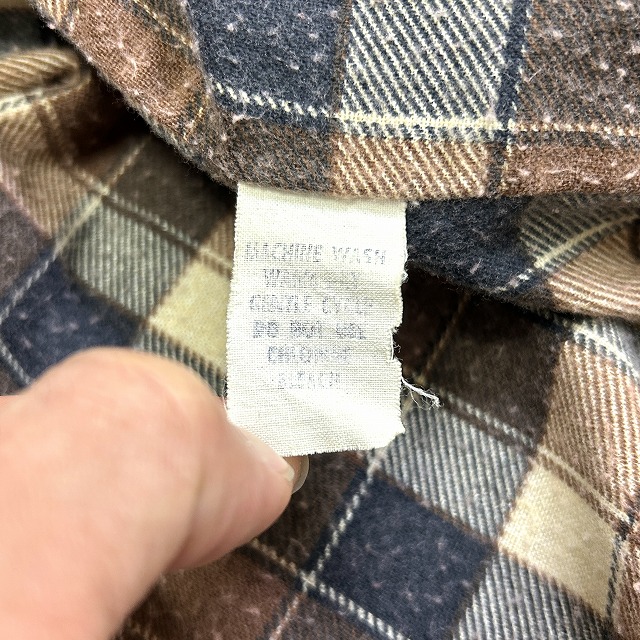 MACHINE WASH
WARM
GENTLE CYCLE
DO NOT USE
CHLORINE
BLEACH